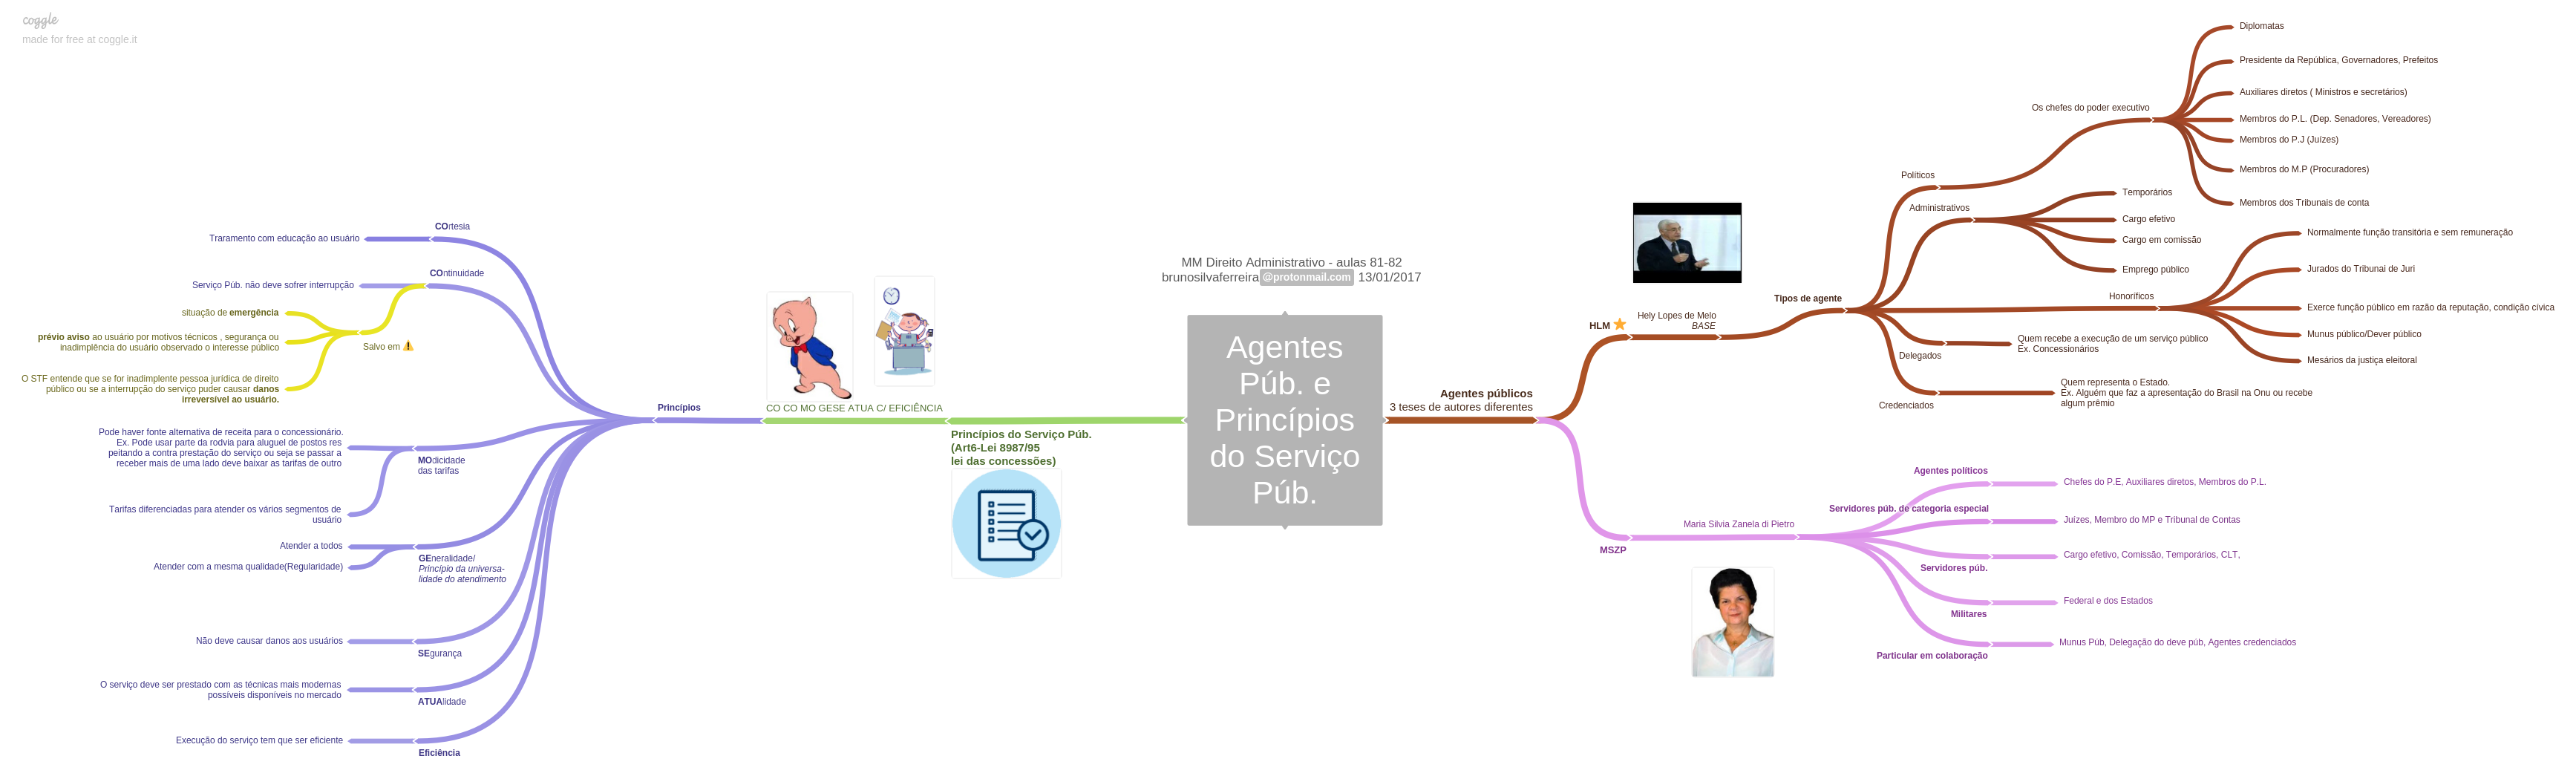 coggle
made for free at coggle.it
MM Direito Administrativo - aulas 81-82
brunosilvaferreira @protonmail.com 13/01/2017
Agentes
Púb. e
Princípios
do Serviço
Púb.
Agentes públicos
3 teses de autores diferentes
HLM
Hely Lopes de Melo
BASE
Tipos de agente
Políticos
Os chefes do poder executivo
Diplomatas
Presidente da República, Governadores, Prefeitos
Auxiliares diretos ( Ministros e secretários)
Membros do P.L. (Dep. Senadores, Vereadores)
Membros do P.J (Juízes)
Membros do M.P (Procuradores)
Membros dos Tribunais de conta
Administrativos
Temporários
Cargo efetivo
Cargo em comissão
Emprego público
Honoríficos
Normalmente função transitória e sem remuneração
Jurados do Tribunai de Juri
Exerce função público em razão da reputação, condição cívica
Munus público/Dever público
Mesários da justiça eleitoral
Delegados
Quem recebe a execução de um serviço público
Ex. Concessionários
Credenciados
Quem representa o Estado.
Ex. Alguém que faz a apresentação do Brasil na Onu ou recebe
algum prêmio
MSZP
Maria Silvia Zanela di Pietro
Agentes políticos
Chefes do P.E, Auxiliares diretos, Membros do P.L.
Servidores púb. de categoria especial
Juízes, Membro do MP e Tribunal de Contas
Servidores púb.
Cargo efetivo, Comissão, Temporários, CLT,
Militares
Federal e dos Estados
Particular em colaboração
Munus Púb, Delegação do deve púb, Agentes credenciados
Princípios do Serviço Púb.
(Art6-Lei 8987/95
lei das concessões)
CO CO MO GESE ATUA C/ EFICIÊNCIA
Princípios
COrtesia
Traramento com educação ao usuário
COntinuidade
Serviço Púb. não deve sofrer interrupção
Salvo em
situação de emergência
prévio aviso ao usuário por motivos técnicos , segurança ou
inadimplência do usuário observado o interesse público
O STF entende que se for inadimplente pessoa jurídica de direito
público ou se a interrupção do serviço puder causar danos
irreversível ao usuário.
MOdicidade
das tarifas
Pode haver fonte alternativa de receita para o concessionário.
Ex. Pode usar parte da rodvia para aluguel de postos res
peitando a contra prestação do serviço ou seja se passar a
receber mais de uma lado deve baixar as tarifas de outro
Tarifas diferenciadas para atender os vários segmentos de
usuário
GEneralidade/
Princípio da universa-
lidade do atendimento
Atender a todos
Atender com a mesma qualidade(Regularidade)
SEgurança
Não deve causar danos aos usuários
ATUAlidade
O serviço deve ser prestado com as técnicas mais modernas
possíveis disponíveis no mercado
Eficiência
Execução do serviço tem que ser eficiente